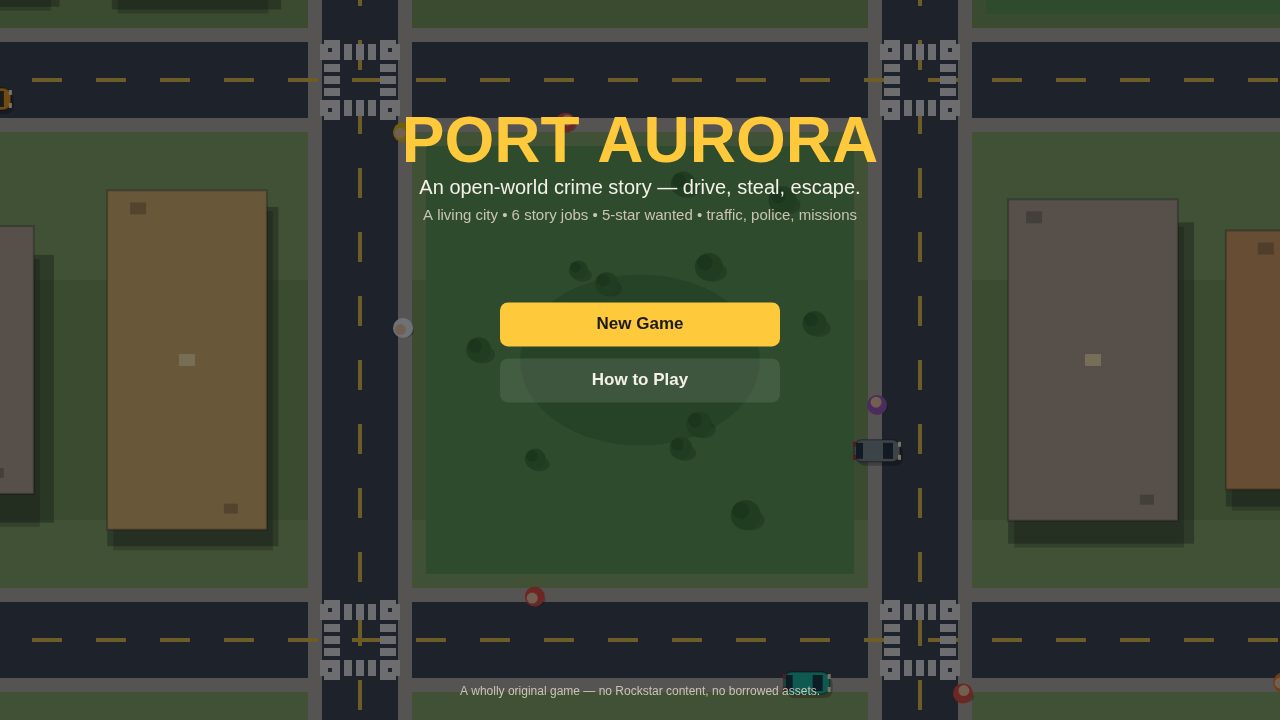 PORT AURORA
An open-world crime story — drive, steal, escape.
A living city • 6 story jobs • 5-star wanted • traffic, police, missions
New Game
How to Play
A wholly original game — no Rockstar content, no borrowed assets.